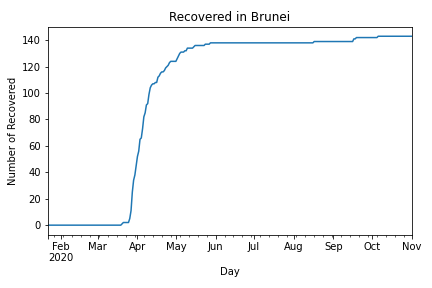 Recovered in Brunei
Number of Recovered
140
120
100
80
60
40
20
0
Feb Mar Apr May Jun Jul Aug Sep Oct Nov
2020
Day